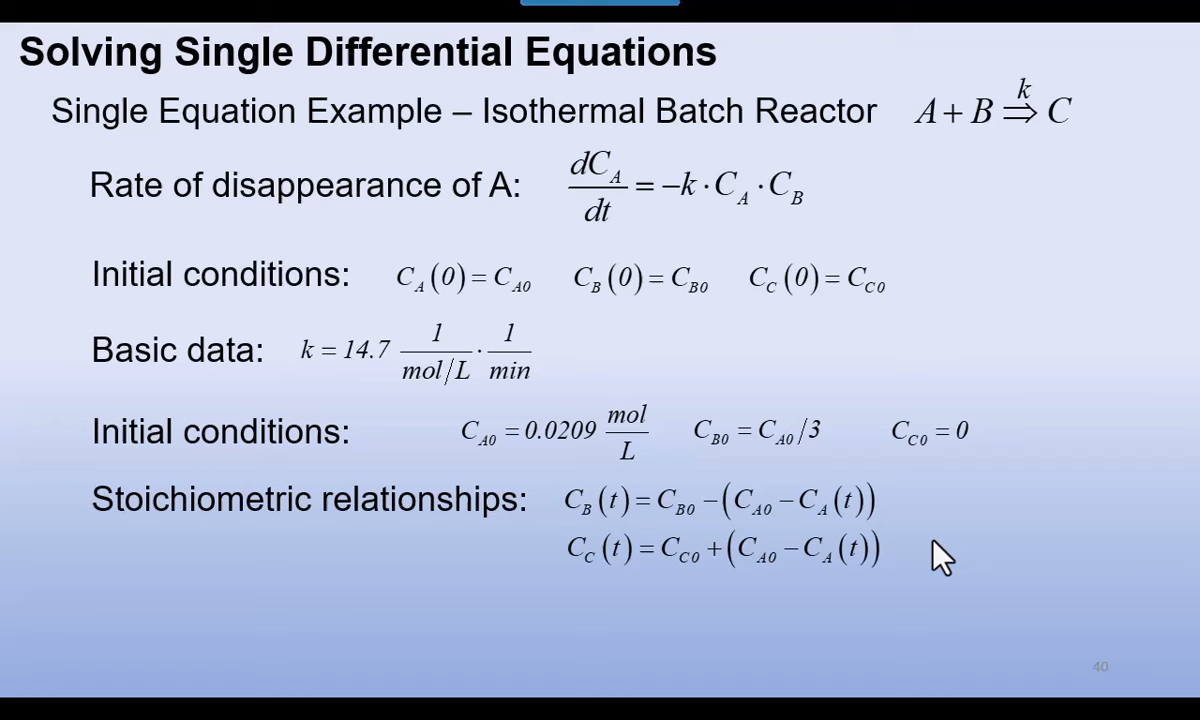 Solving Single Differential Equations
Single Equation Example – Isothermal Batch Reactor A + B ⇒ C k
Rate of disappearance of A: dC_A/dt = –k · C_A · C_B
Initial conditions: C_A(0) = C_A0 C_B(0) = C_B0 C_C(0) = C_C0
Basic data: k = 14.7 1/(mol/L) · 1/min
Initial conditions: C_A0 = 0.0209 mol/L C_B0 = C_A0/3 C_C0 = 0
Stoichiometric relationships: C_B(t) = C_B0 – (C_A0 – C_A(t))
C_C(t) = C_C0 + (C_A0 – C_A(t))
40